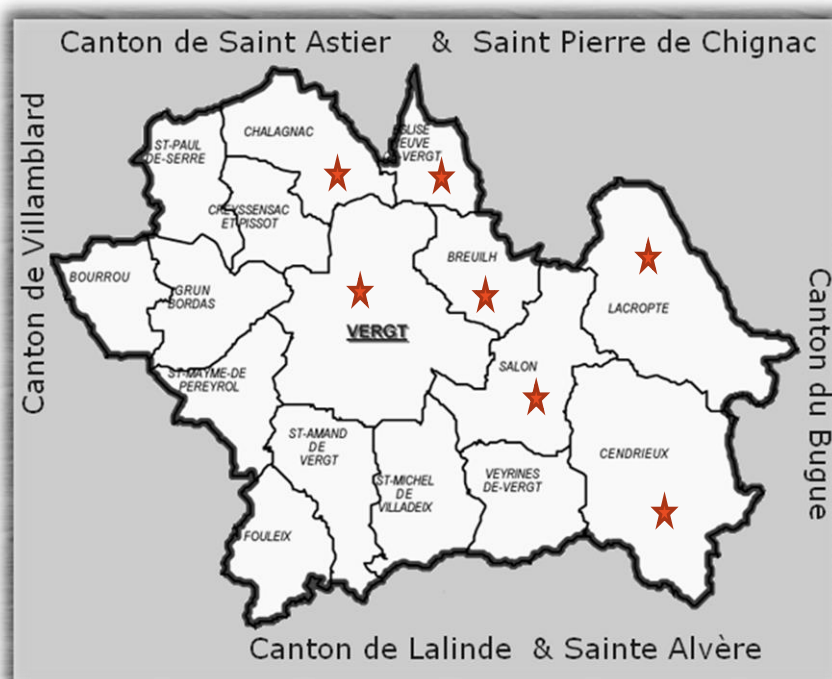 Canton de Saint Astier & Saint Pierre de Chignac
Canton de Villamblard
Canton du Bugue
CHALAGNAC
ST-PAUL
DE-SERRE
EGLISE
NEUVE
VERGT
CREYSSENSAC
ET-PISSOT
BREUILH
BOURROU
GRUN
BORDAS
LACROPTE
VERGT
SALON
ST-MAYME-DE
PEREYROL
ST-AMAND
DE
VERGT
CENDRIEUX
ST-MICHEL
DE
VILLADEIX
VEYRINES
DE-VERGT
FOULEIX
Canton de Lalinde & Sainte Alvère